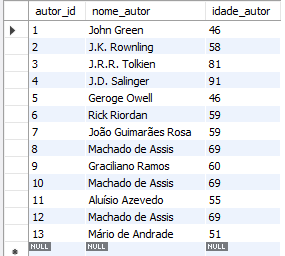 autor_id nome_autor idade_autor
1 John Green 46
2 J.K. Rownling 58
3 J.R.R. Tolkien 81
4 J.D. Salinger 91
5 Geroge Owell 46
6 Rick Riordan 59
7 João Guimarães Rosa 59
8 Machado de Assis 69
9 Graciliano Ramos 60
10 Machado de Assis 69
11 Aluísio Azevedo 55
12 Machado de Assis 69
13 Mário de Andrade 51
NULL NULL NULL